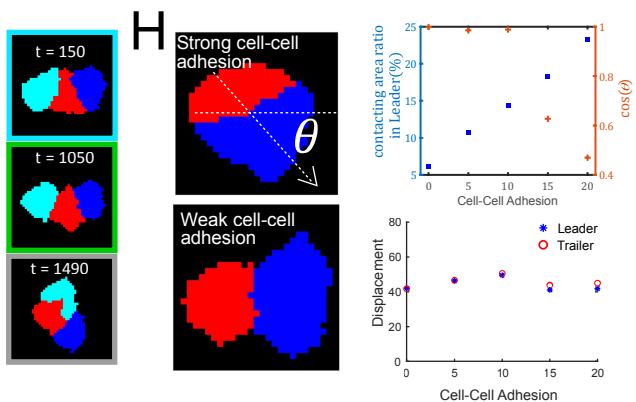 t = 150
t = 1050
t = 1490
H
Strong cell-cell
adhesion
θ
Weak cell-cell
adhesion
contacting area ratio
in Leader(%)
25
20
15
10
5
0
5
10
15
20
Cell-Cell Adhesion
1
0.8
0.6
0.4
cos(θ)
Displacement
80
60
40
20
0
0
5
10
15
20
Cell-Cell Adhesion
Leader
Trailer